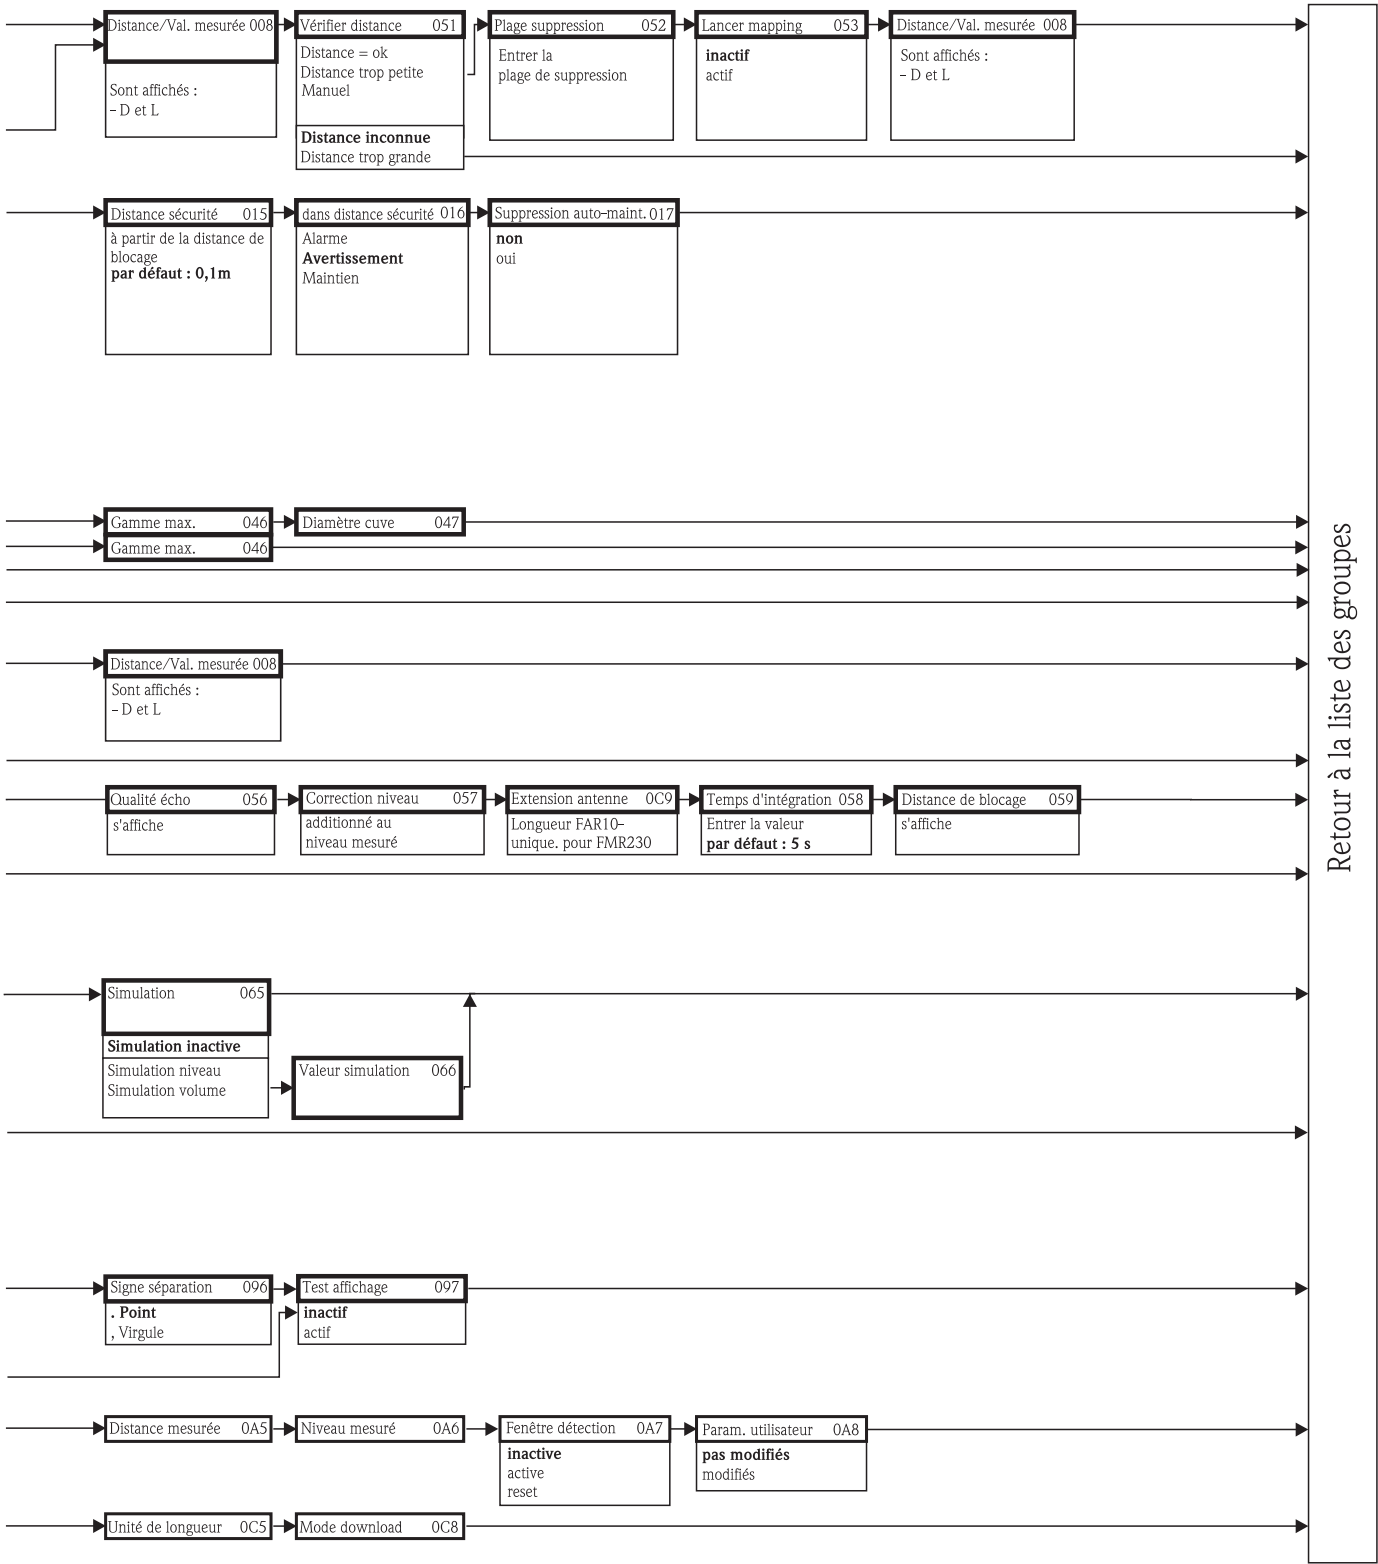 Distance/Val. mesurée 008
Sont affichés :
– D et L
Vérifier distance 051
Distance = ok
Distance trop petite
Manuel
Distance inconnue
Distance trop grande
Plage suppression 052
Entrer la
plage de suppression
Lancer mapping 053
inactif
actif
Distance/Val. mesurée 008
Sont affichés :
– D et L
Distance sécurité 015
à partir de la distance de
blocage
par défaut : 0,1m
dans distance sécurité 016
Alarme
Avertissement
Maintien
Suppression auto-maint. 017
non
oui
Gamme max. 046
Diamètre cuve 047
Gamme max. 046
Distance/Val. mesurée 008
Sont affichés :
– D et L
Qualité écho 056
s'affiche
Correction niveau 057
additionné au
niveau mesuré
Extension antenne 0C9
Longueur FAR10-
unique. pour FMR230
Temps d'intégration 058
Entrer la valeur
par défaut : 5 s
Distance de blocage 059
s'affiche
Simulation 065
Simulation inactive
Simulation niveau
Simulation volume
Valeur simulation 066
Signe séparation 096
. Point
, Virgule
Test affichage 097
inactif
actif
Distance mesurée 0A5
Niveau mesuré 0A6
Fenêtre détection 0A7
inactive
active
reset
Param. utilisateur 0A8
pas modifiés
modifiés
Unité de longueur 0C5
Mode download 0C8
Retour à la liste des groupes